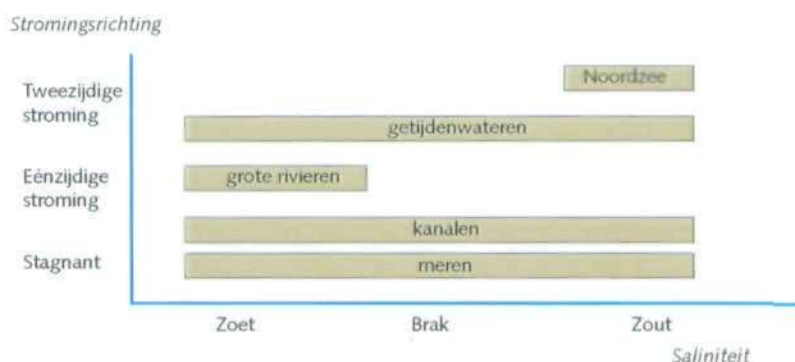 Stromingsrichting
Noordzee
Tweezijdige
stroming
getijdenwateren
Eénzijdige
stroming
grote rivieren
kanalen
Stagnant
meren
Zoet Brak Zout
Saliniteit